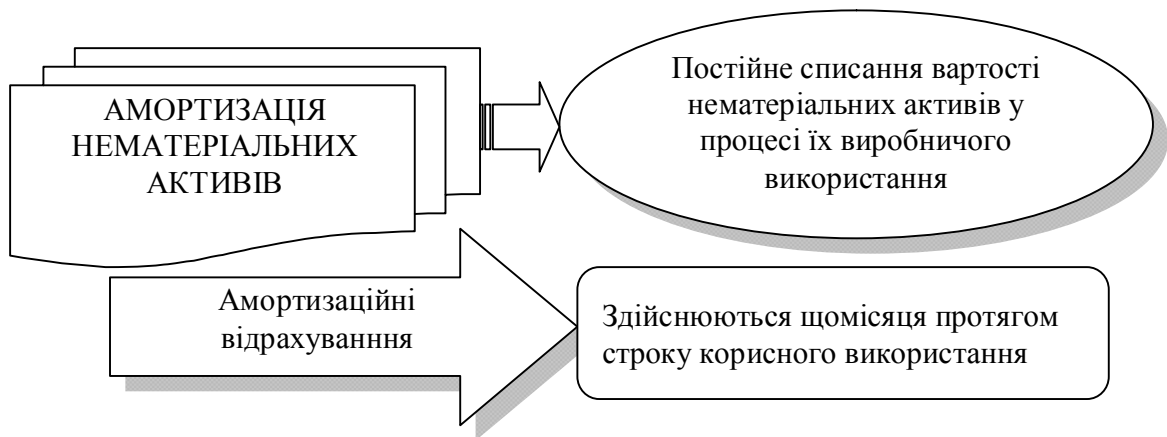 АМОРТИЗАЦІЯ
НЕМАТЕРІАЛЬНИХ
АКТИВІВ
Постійне списання вартості
нематеріальних активів у
процесі їх виробничого
використання
Амортизаційні
відрахуванння
Здійснюються щомісяця протягом
строку корисного використання